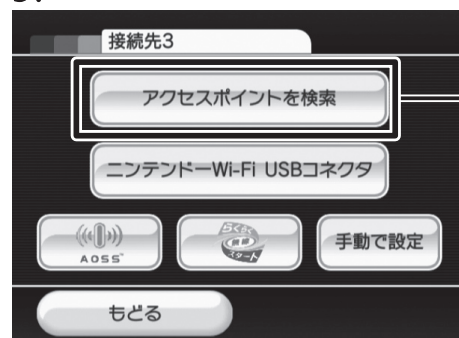 接続先3
アクセスポイントを検索
ニンテンドーWi-Fi USBコネクタ
AOSS™
らくらく
無線
スタート
手動で設定
もどる